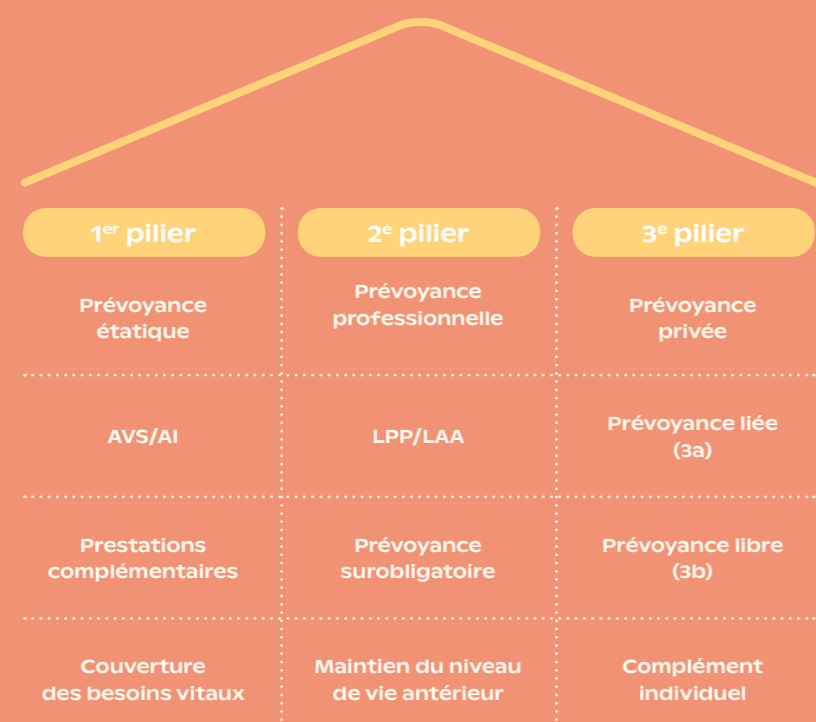 1er pilier
2e pilier
3e pilier
Prévoyance
étatique
Prévoyance
professionnelle
Prévoyance
privée
AVS/AI
LPP/LAA
Prévoyance liée
(3a)
Prestations
complémentaires
Prévoyance
surobligatoire
Prévoyance libre
(3b)
Couverture
des besoins vitaux
Maintien du niveau
de vie antérieur
Complément
individuel